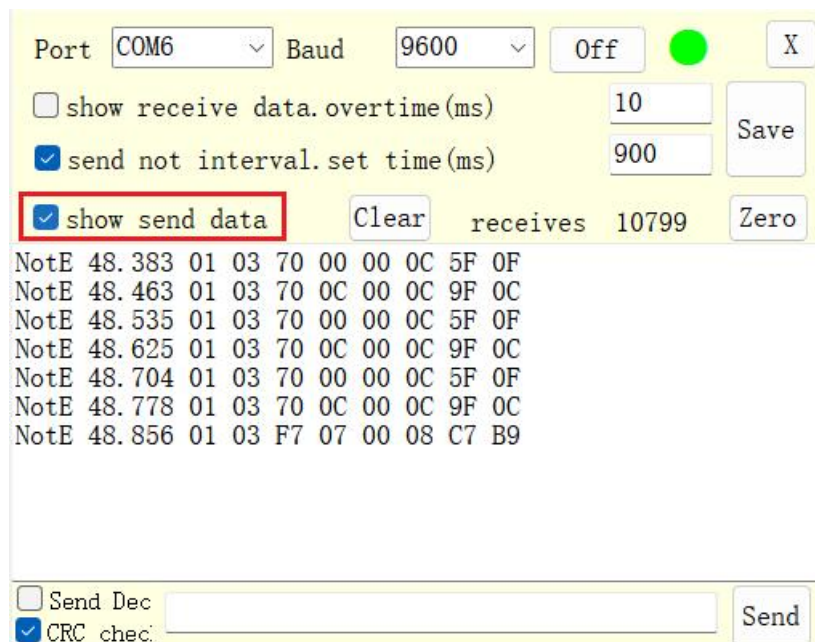 Port COM6 Baud 9600 Off X
show receive data.overtime(ms) 10
send not interval.set time(ms) 900
Save
show send data Clear receives 10799 Zero
NotE 48.383 01 03 70 00 00 0C 5F 0F
NotE 48.463 01 03 70 0C 00 0C 9F 0C
NotE 48.535 01 03 70 00 00 0C 5F 0F
NotE 48.625 01 03 70 0C 00 0C 9F 0C
NotE 48.704 01 03 70 00 00 0C 5F 0F
NotE 48.778 01 03 70 0C 00 0C 9F 0C
NotE 48.856 01 03 F7 07 00 08 C7 B9
Send Dec
CRC chec
Send